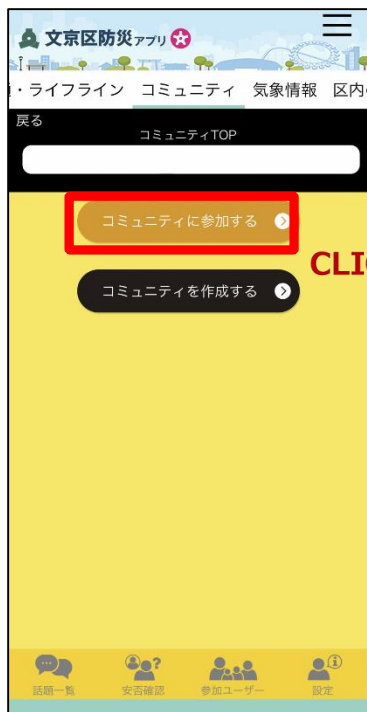 文京区防災アプリ
・ライフライン コミュニティ 気象情報 区内
戻る
コミュニティTOP
コミュニティに参加する
CLI
コミュニティを作成する
話題一覧 安否確認 参加ユーザー 設定